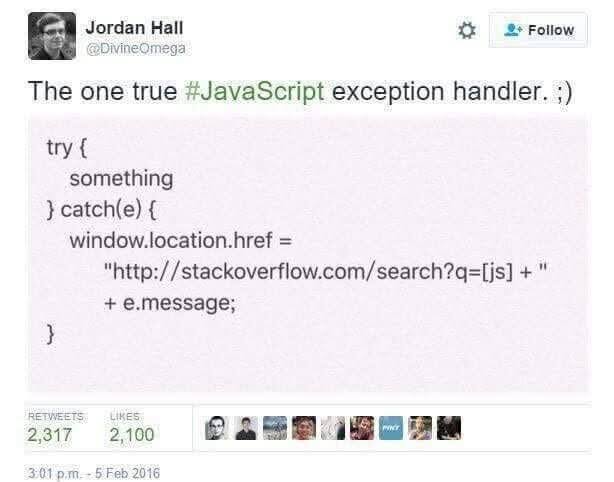 Jordan Hall
@DivineOmega
Follow
The one true #JavaScript exception handler. ;)
try {
something
} catch(e) {
window.location.href =
"http://stackoverflow.com/search?q=[js] + "
+ e.message;
}
RETWEETS LIKES
2,317 2,100
3:01 p.m. - 5 Feb 2016